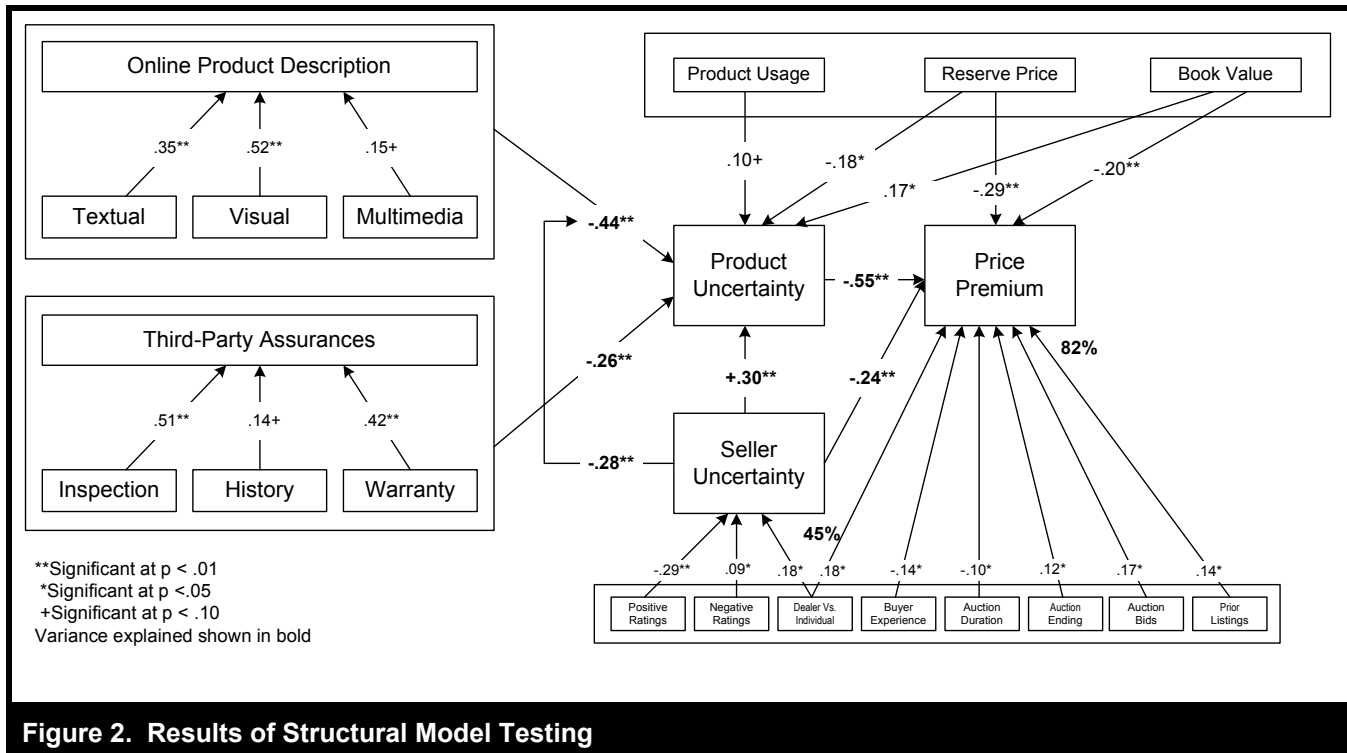 Online Product Description
.35**
.52**
.15+
Textual
Visual
Multimedia
Third-Party Assurances
.51**
.14+
.42**
Inspection
History
Warranty
**Significant at p < .01
*Significant at p <.05
+Significant at p < .10
Variance explained shown in bold
Product Usage
Reserve Price
Book Value
.10+
-.18*
.17*
-.29**
-.20**
-.44**
-.26**
-.28**
Product
Uncertainty
-.55**
Price
Premium
+.30**
-.24**
82%
Seller
Uncertainty
45%
-.29**
.09*
.18*
.18*
-.14*
-.10*
.12*
.17*
.14*
Positive
Ratings
Negative
Ratings
Dealer Vs.
Individual
Buyer
Experience
Auction
Duration
Auction
Ending
Auction
Bids
Prior
Listings
Figure 2. Results of Structural Model Testing